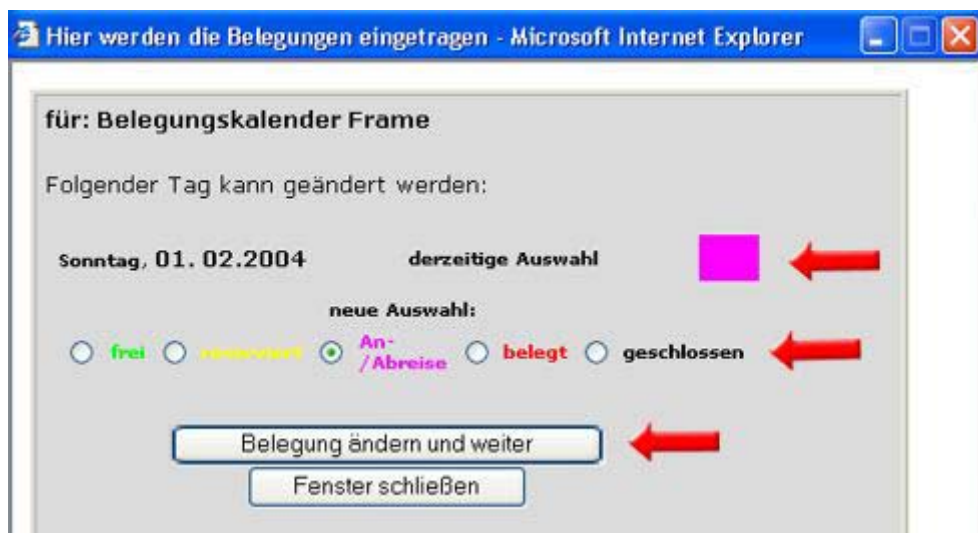 Hier werden die Belegungen eingetragen - Microsoft Internet Explorer
für: Belegungskalender Frame
Folgender Tag kann geändert werden:
Sonntag, 01. 02.2004 derzeitige Auswahl
neue Auswahl:
frei reserviert An-
/Abreise belegt geschlossen
Belegung ändern und weiter
Fenster schließen